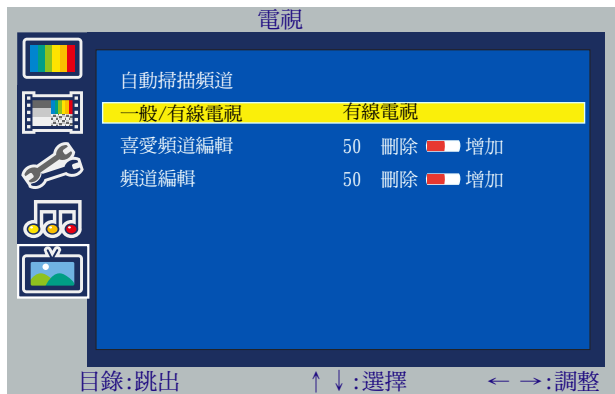 電視
自動掃描頻道
一般/有線電視 有線電視
喜愛頻道編輯 50 刪除 增加
頻道編輯 50 刪除 增加
目錄:跳出 ↑↓:選擇 ← →:調整